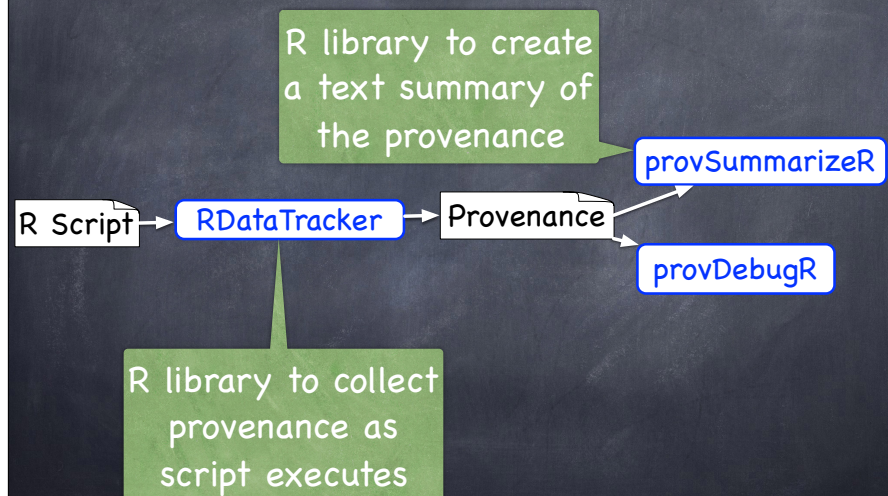 R library to create
a text summary of
the provenance
provSummarizeR
R Script
RDataTracker
Provenance
provDebugR
R library to collect
provenance as
script executes